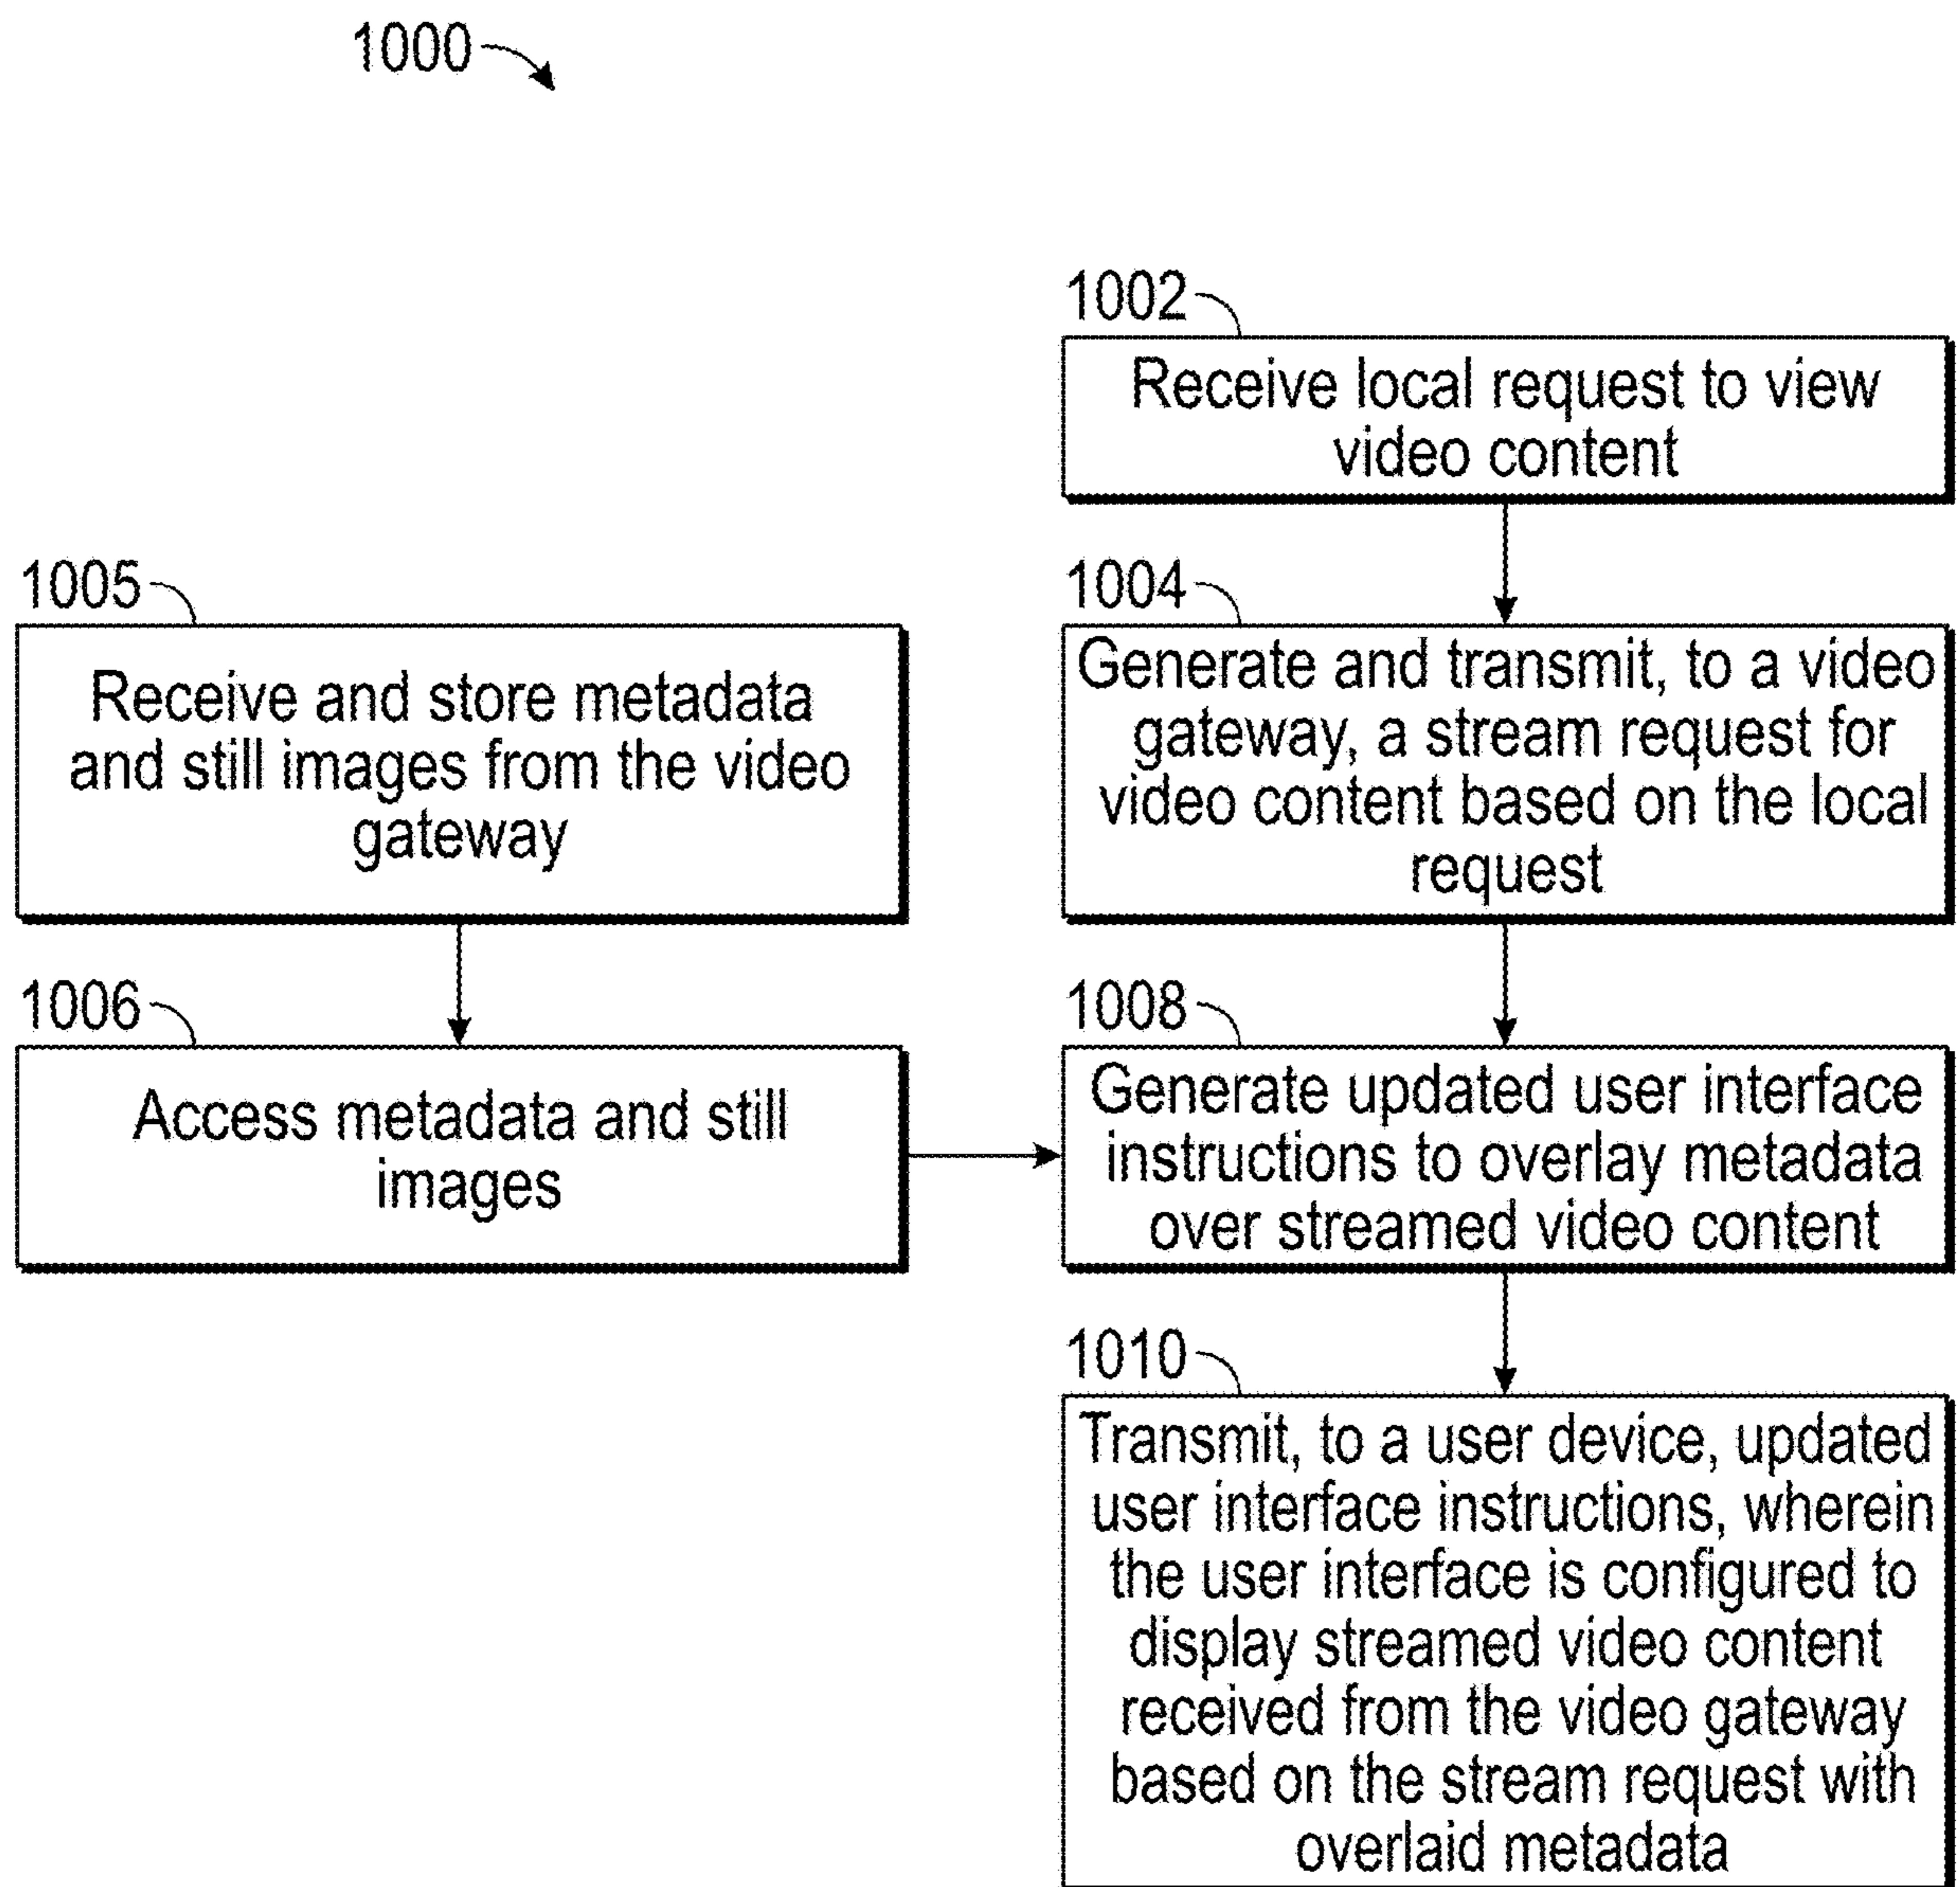 1000
1002
Receive local request to view
video content
1005
Receive and store metadata
and still images from the video
gateway
1004
Generate and transmit, to a video
gateway, a stream request for
video content based on the local
request
1006
Access metadata and still
images
1008
Generate updated user interface
instructions to overlay metadata
over streamed video content
1010
Transmit, to a user device, updated
user interface instructions, wherein
the user interface is configured to
display streamed video content
received from the video gateway
based on the stream request with
overlaid metadata